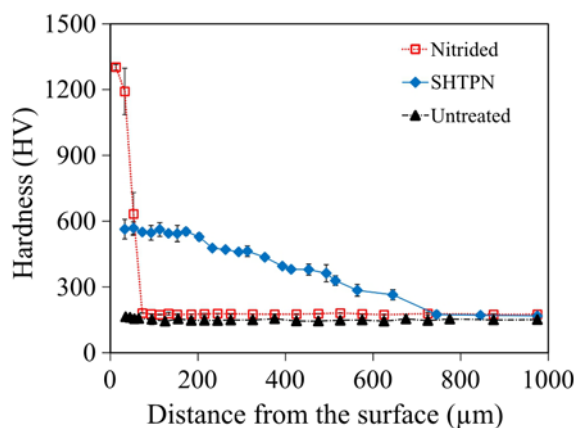 1500
1200
900
600
300
0
Hardness (HV)
Nitrided
SHTPN
Untreated
0
200
400
600
800
1000
Distance from the surface (µm)